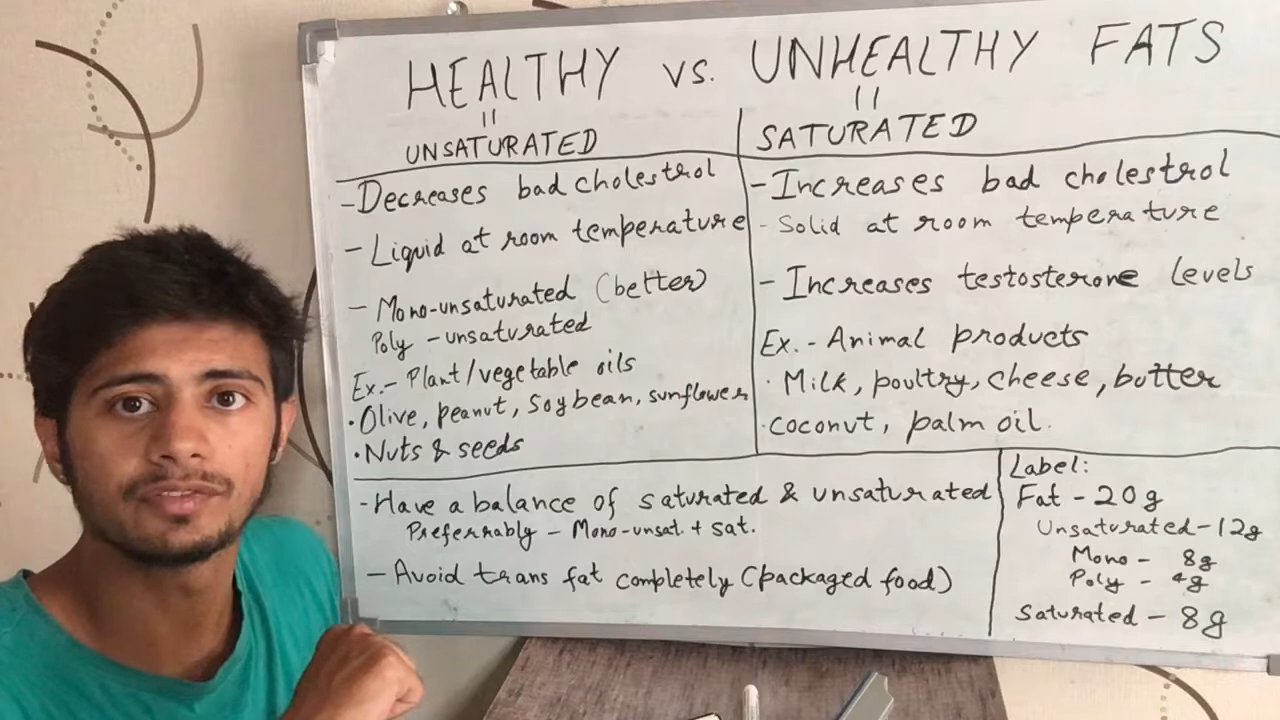 HEALTHY vs. UNHEALTHY FATS
=
UNSATURATED
- Decreases bad cholestrol
- Liquid at room temperature
- Mono-unsaturated (better)
Poly - unsaturated
Ex.- Plant/vegetable oils
· Olive, peanut, Soybean, sunflower
· Nuts & seeds
=
SATURATED
- Increases bad cholestrol
- Solid at room temperature
- Increases testosterone levels
Ex. - Animal products
· Milk, poultry, cheese, butter
· coconut, palm oil.
- Have a balance of saturated & unsaturated
Preferrably - Mono-unsat. + sat.
- Avoid trans fat completely (packaged food)
Label:
Fat - 20g
Unsaturated - 12g
Mono - 8g
Poly - 4g
Saturated - 8g